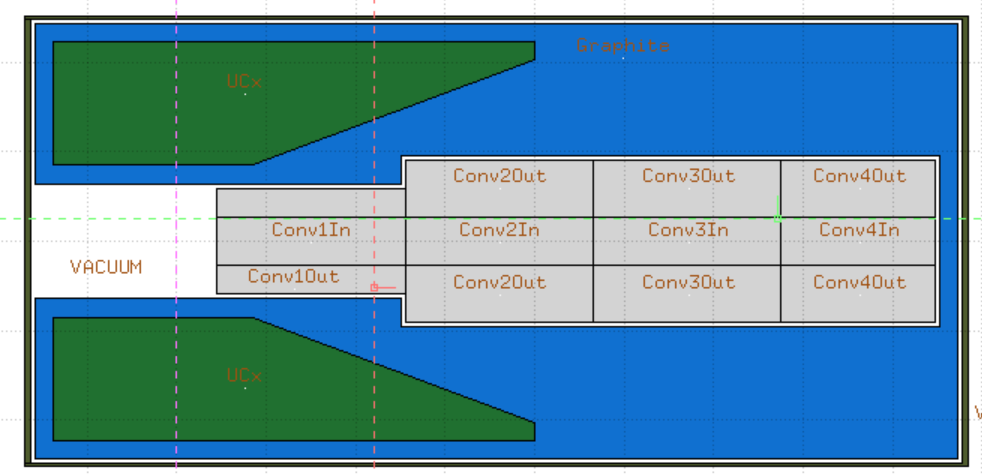 Graphite
UCx
Conv2Out Conv3Out Conv4Out
Conv1In Conv2In Conv3In Conv4In
VACUUM
Conv1Out Conv2Out Conv3Out Conv4Out
UCx